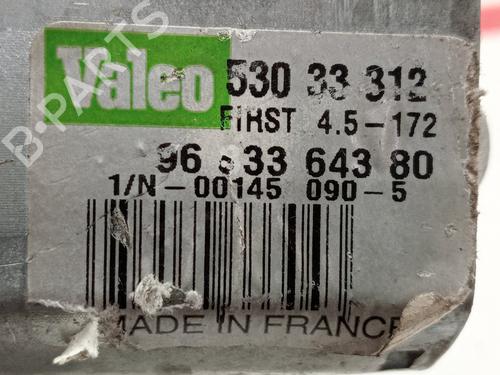 Valeo
530 33 312
FIRST 4.5-172
96 333 643 80
1/N-00145 090-5
MADE IN FRANCE
B-PARTS